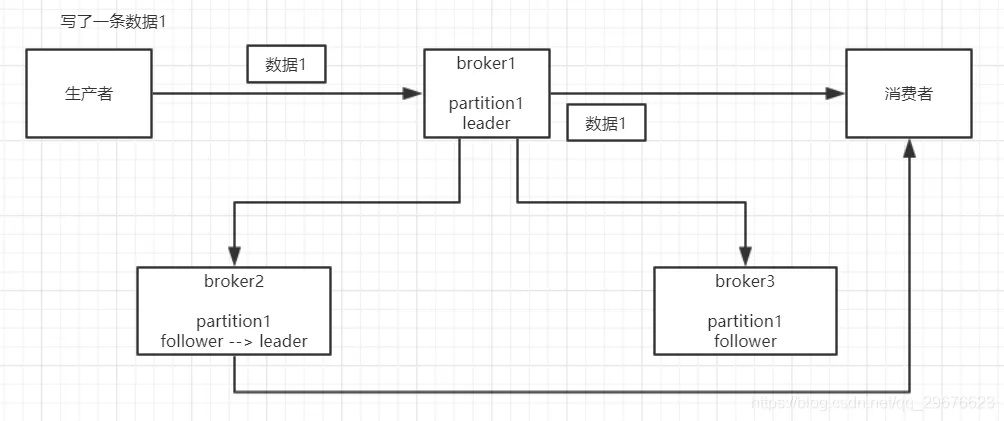 写了一条数据1
生产者
数据1
broker1
partition1
leader
数据1
消费者
broker2
partition1
follower --> leader
broker3
partition1
follower
https://blog.csdn.net/qq_29676623